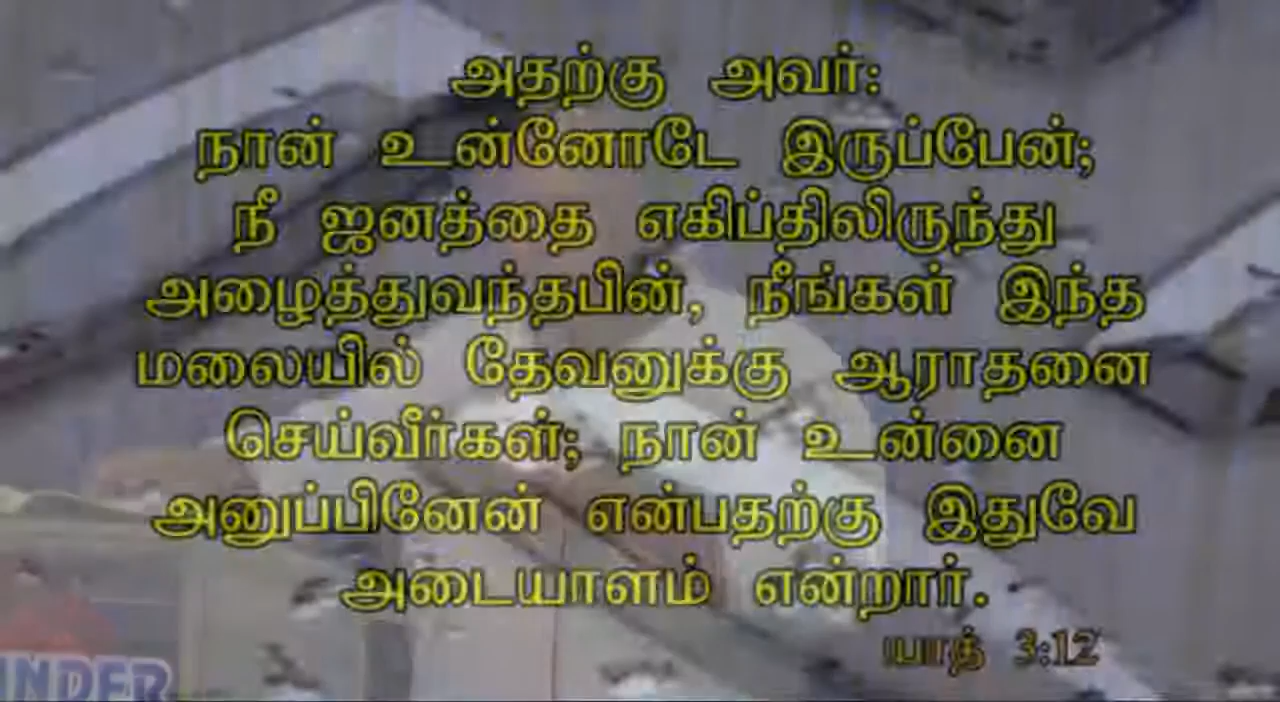 அதற்கு அவர்:
நான் உன்னோடே இருப்பேன்;
நீ ஜனத்தை எகிப்திலிருந்து
அழைத்துவந்தபின், நீங்கள் இந்த
மலையில் தேவனுக்கு ஆராதனை
செய்வீர்கள்; நான் உன்னை
அனுப்பினேன் என்பதற்கு இதுவே
அடையாளம் என்றார்.
யாத் 3:12
INDER